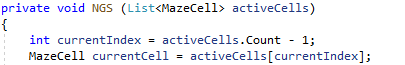 private void NGS (List<MazeCell> activeCells)
{
    int currentIndex = activeCells.Count - 1;
    MazeCell currentCell = activeCells[currentIndex];